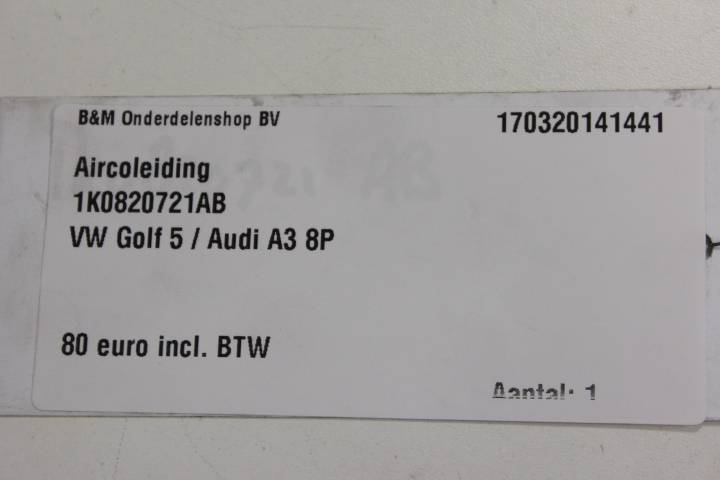 B&M Onderdelenshop BV 170320141441
Aircoleiding
1K0820721AB
VW Golf 5 / Audi A3 8P
80 euro incl. BTW
Aantal: 1